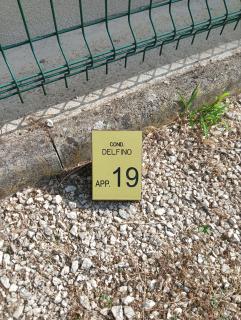 COND.
DELFINO
APP. 19